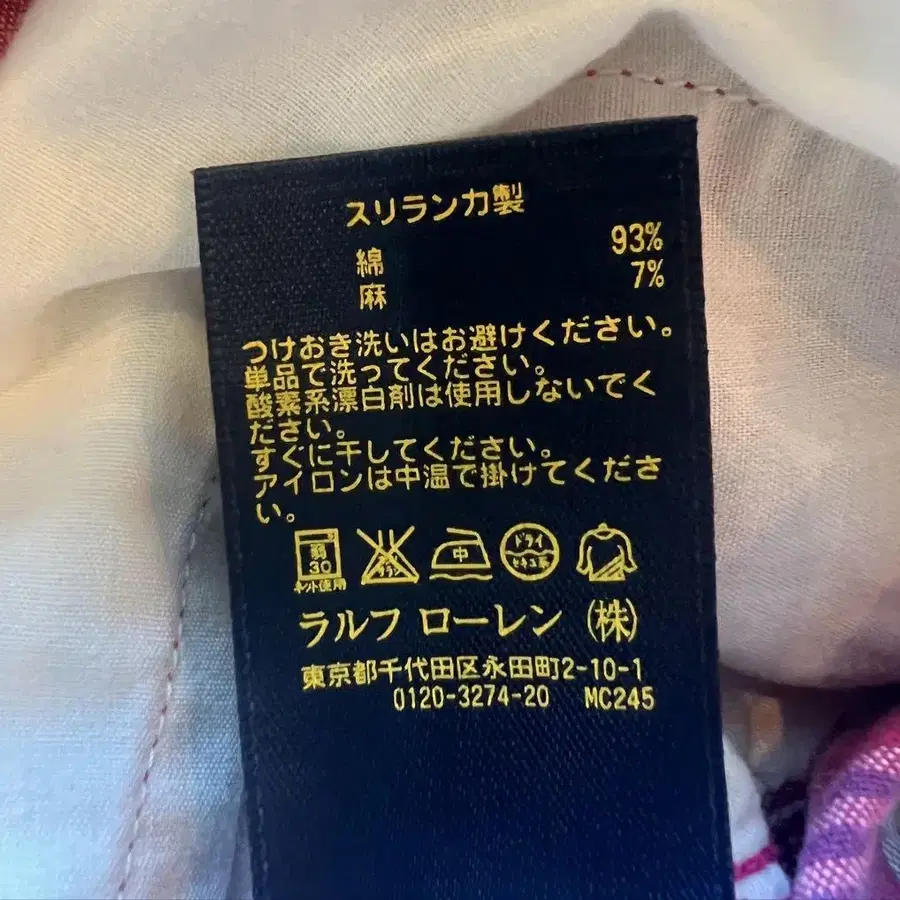 スリランカ製
綿 93%
麻 7%
つけおき洗いはお避けください。
単品で洗ってください。
酸素系漂白剤は使用しないでく
ださい。
すぐに干してください。
アイロンは中温で掛けてくださ
い。
弱 中 ドライ
30 セキユ系
ネット使用
ラルフ ローレン (株)
東京都千代田区永田町2-10-1
0120-3274-20 MC245